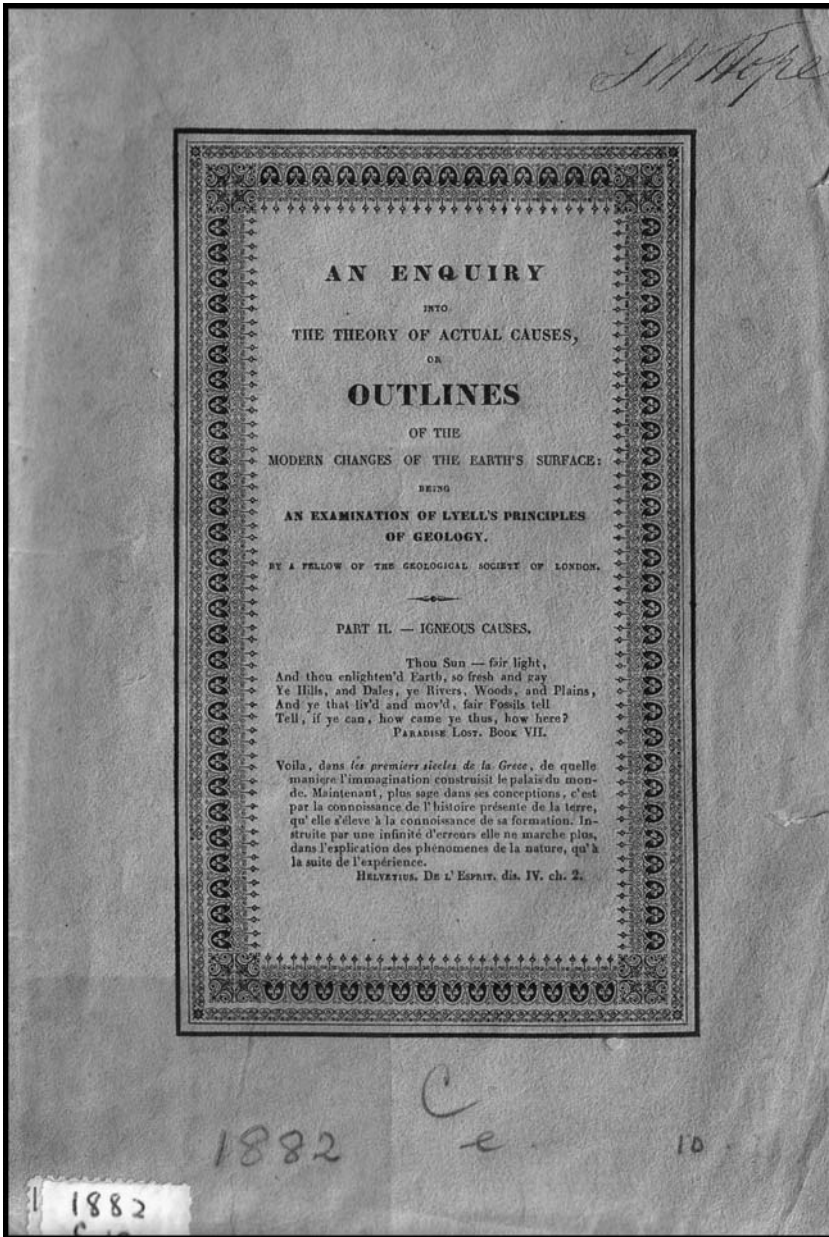 J W Hope
AN ENQUIRY
INTO
THE THEORY OF ACTUAL CAUSES,
OR
OUTLINES
OF THE
MODERN CHANGES OF THE EARTH'S SURFACE:
BEING
AN EXAMINATION OF LYELL'S PRINCIPLES
OF GEOLOGY.
BY A FELLOW OF THE GEOLOGICAL SOCIETY OF LONDON.
PART II. — IGNEOUS CAUSES.
Thou Sun — fair light,
And thou enlighten'd Earth, so fresh and gay
Ye Hills, and Dales, ye Rivers, Woods, and Plains,
And ye that liv'd and mov'd, fair Fossils tell
Tell, if ye can, how came ye thus, how here?
PARADISE LOST. BOOK VII.
Voila, dans les premiers siecles de la Grece, de quelle
maniere l'immagination construisit le palais du mon-
de. Maintenant, plus sage dans ses conceptions, c'est
par la connoissance de l'histoire présente de la terre,
qu'elle s'éleve à la connoissance de sa formation. In-
struite par une infinité d'erreurs elle ne marche plus,
dans l'explication des phénomenes de la nature, qu'à
la suite de l'expérience.
HELVETIUS. DE L'ESPRIT. dis. IV. ch. 2.
C
1882 e. 10
1882